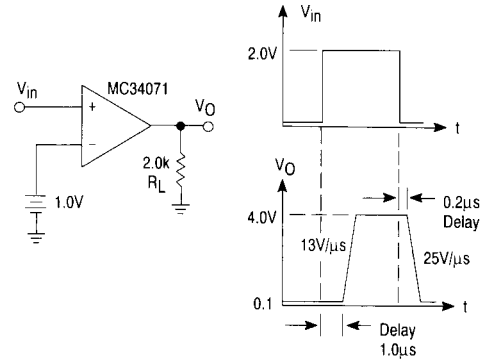 Vin
2.0V
t
MC34071
Vin
+
−
VO
2.0k
RL
1.0V
VO
4.0V
13V/µs
25V/µs
0.2µs
Delay
0.1
t
Delay
1.0µs